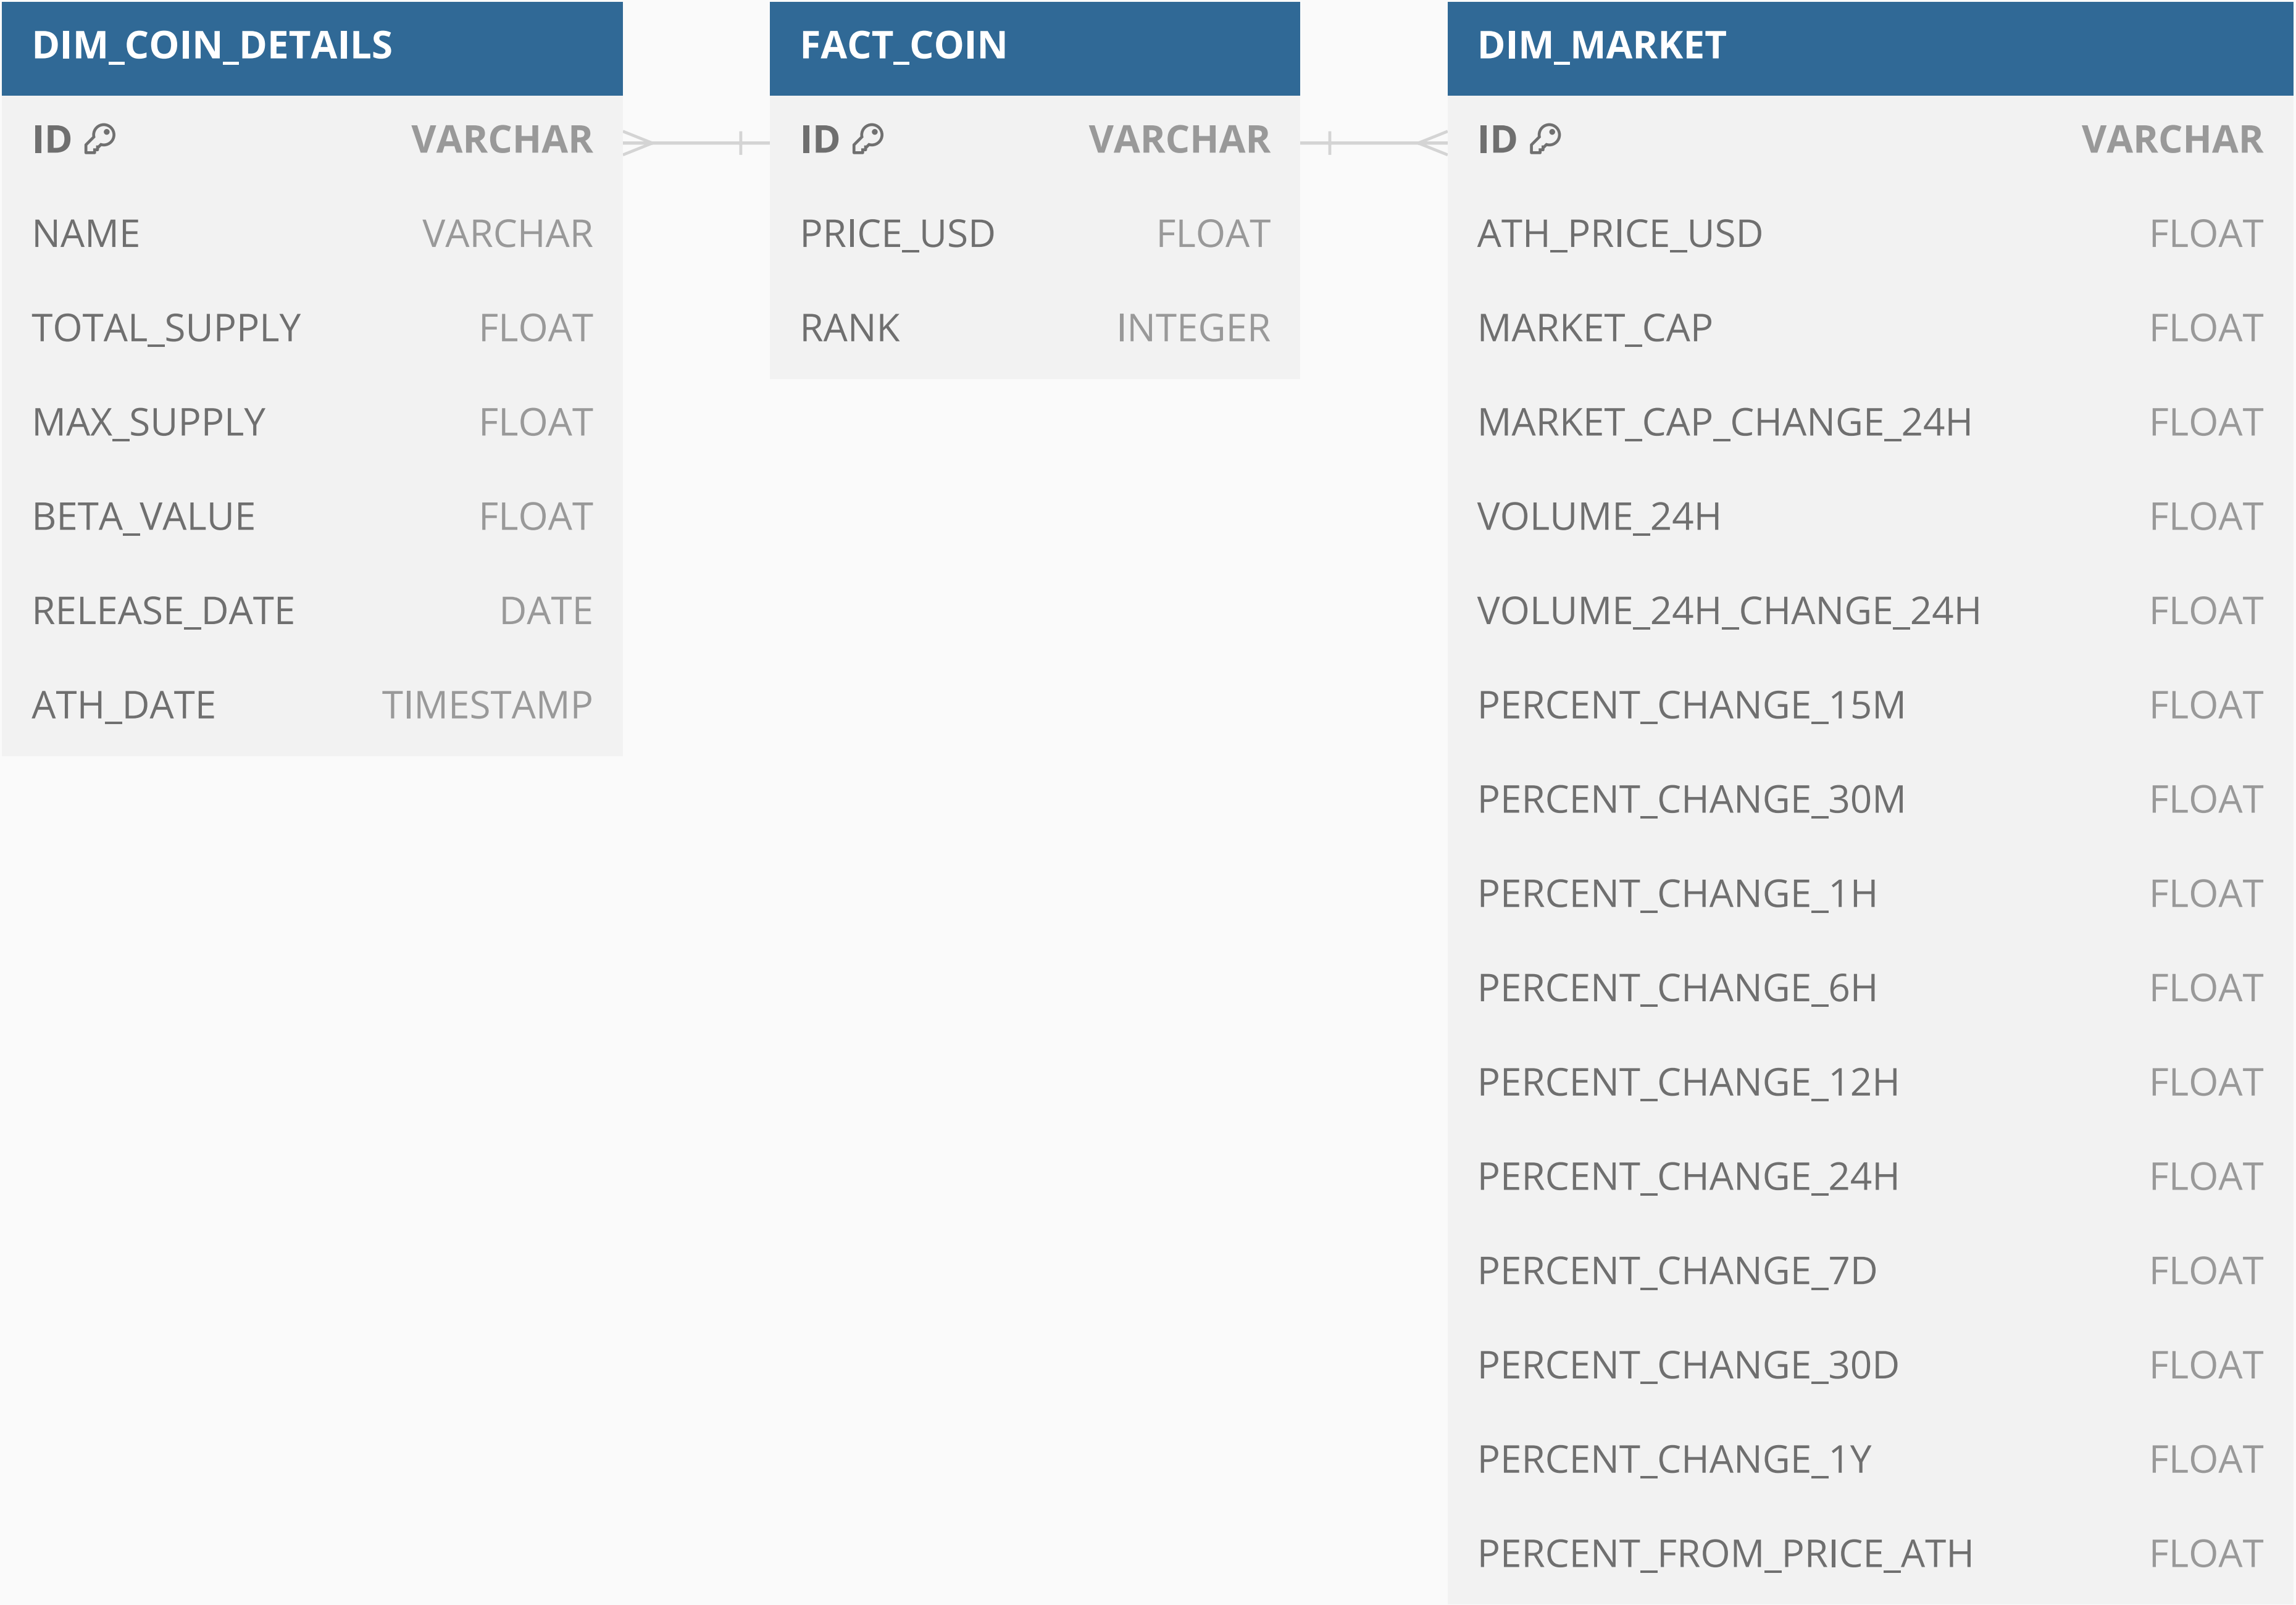 DIM_COIN_DETAILS
ID VARCHAR
NAME VARCHAR
TOTAL_SUPPLY FLOAT
MAX_SUPPLY FLOAT
BETA_VALUE FLOAT
RELEASE_DATE DATE
ATH_DATE TIMESTAMP
FACT_COIN
ID VARCHAR
PRICE_USD FLOAT
RANK INTEGER
DIM_MARKET
ID VARCHAR
ATH_PRICE_USD FLOAT
MARKET_CAP FLOAT
MARKET_CAP_CHANGE_24H FLOAT
VOLUME_24H FLOAT
VOLUME_24H_CHANGE_24H FLOAT
PERCENT_CHANGE_15M FLOAT
PERCENT_CHANGE_30M FLOAT
PERCENT_CHANGE_1H FLOAT
PERCENT_CHANGE_6H FLOAT
PERCENT_CHANGE_12H FLOAT
PERCENT_CHANGE_24H FLOAT
PERCENT_CHANGE_7D FLOAT
PERCENT_CHANGE_30D FLOAT
PERCENT_CHANGE_1Y FLOAT
PERCENT_FROM_PRICE_ATH FLOAT